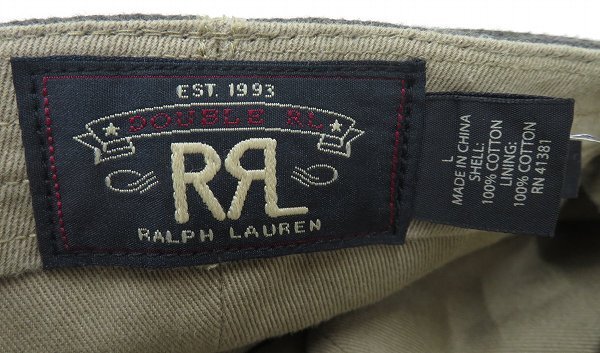 EST. 1993
DOUBLE RL
RRL
RALPH LAUREN
L
MADE IN CHINA
SHELL:
100% COTTON
LINING:
100% COTTON
RN 41381